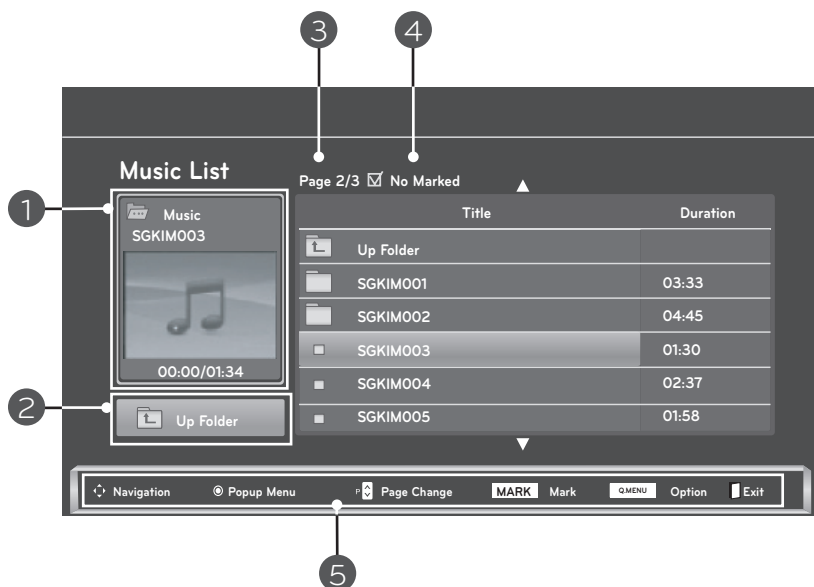 3 4
Music List
Page 2/3 No Marked
1
Music
SGKIM003
00:00/01:34
2
Up Folder
Title Duration
Up Folder
SGKIM001 03:33
SGKIM002 04:45
SGKIM003 01:30
SGKIM004 02:37
SGKIM005 01:58
Navigation Popup Menu P Page Change MARK Mark Q.MENU Option Exit
5